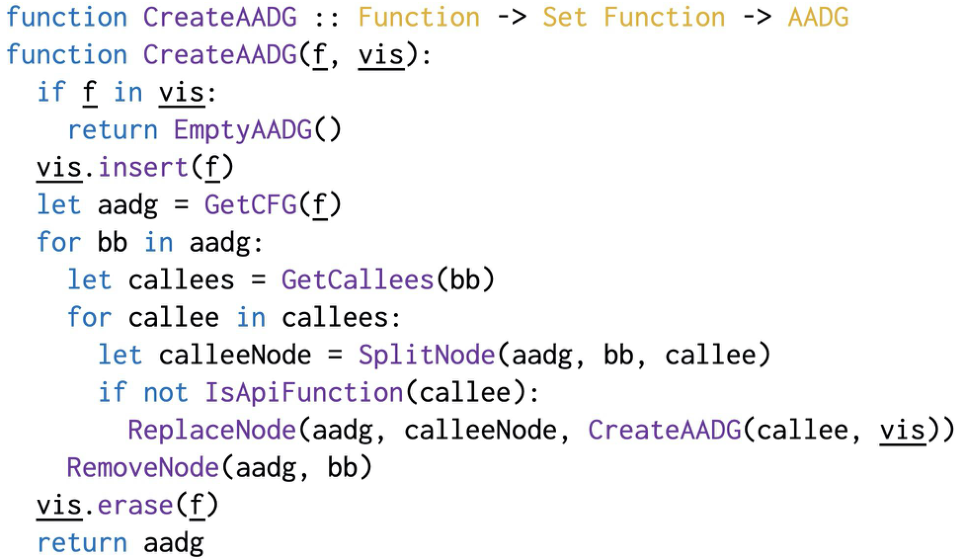 function CreateAADG :: Function -> Set Function -> AADG
function CreateAADG(f, vis):
  if f in vis:
    return EmptyAADG()
  vis.insert(f)
  let aadg = GetCFG(f)
  for bb in aadg:
    let callees = GetCallees(bb)
    for callee in callees:
      let calleeNode = SplitNode(aadg, bb, callee)
      if not IsApiFunction(callee):
        ReplaceNode(aadg, calleeNode, CreateAADG(callee, vis))
    RemoveNode(aadg, bb)
  vis.erase(f)
  return aadg